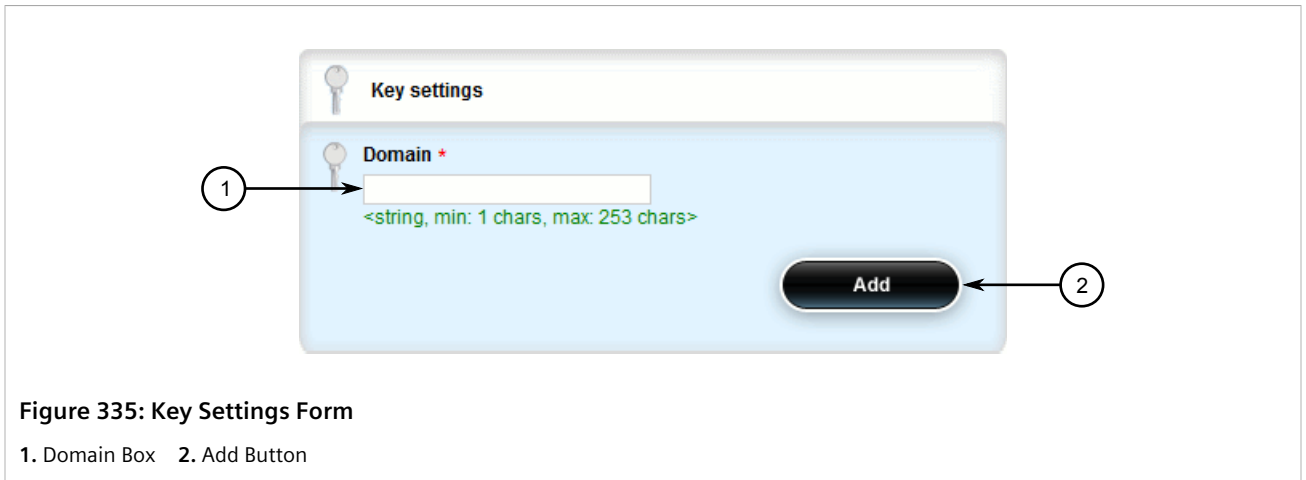 Key settings
Domain *
1
<string, min: 1 chars, max: 253 chars>
Add
2
Figure 335: Key Settings Form
1. Domain Box 2. Add Button